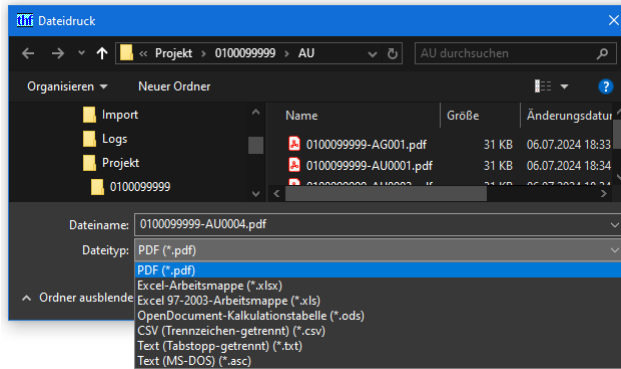 Dateidruck
« Projekt › 0100099999 › AU
AU durchsuchen
Organisieren
Neuer Ordner
Import
Logs
Projekt
0100099999
Name Größe Änderungsdatur
0100099999-AG001.pdf 31 KB 06.07.2024 18:33
0100099999-AU0001.pdf 31 KB 06.07.2024 18:34
Dateiname: 0100099999-AU0004.pdf
Dateityp: PDF (*.pdf)
PDF (*.pdf)
Excel-Arbeitsmappe (*.xlsx)
Ordner ausblende
Excel 97-2003-Arbeitsmappe (*.xls)
OpenDocument-Kalkulationstabelle (*.ods)
CSV (Trennzeichen-getrennt) (*.csv)
Text (Tabstopp-getrennt) (*.txt)
Text (MS-DOS) (*.asc)